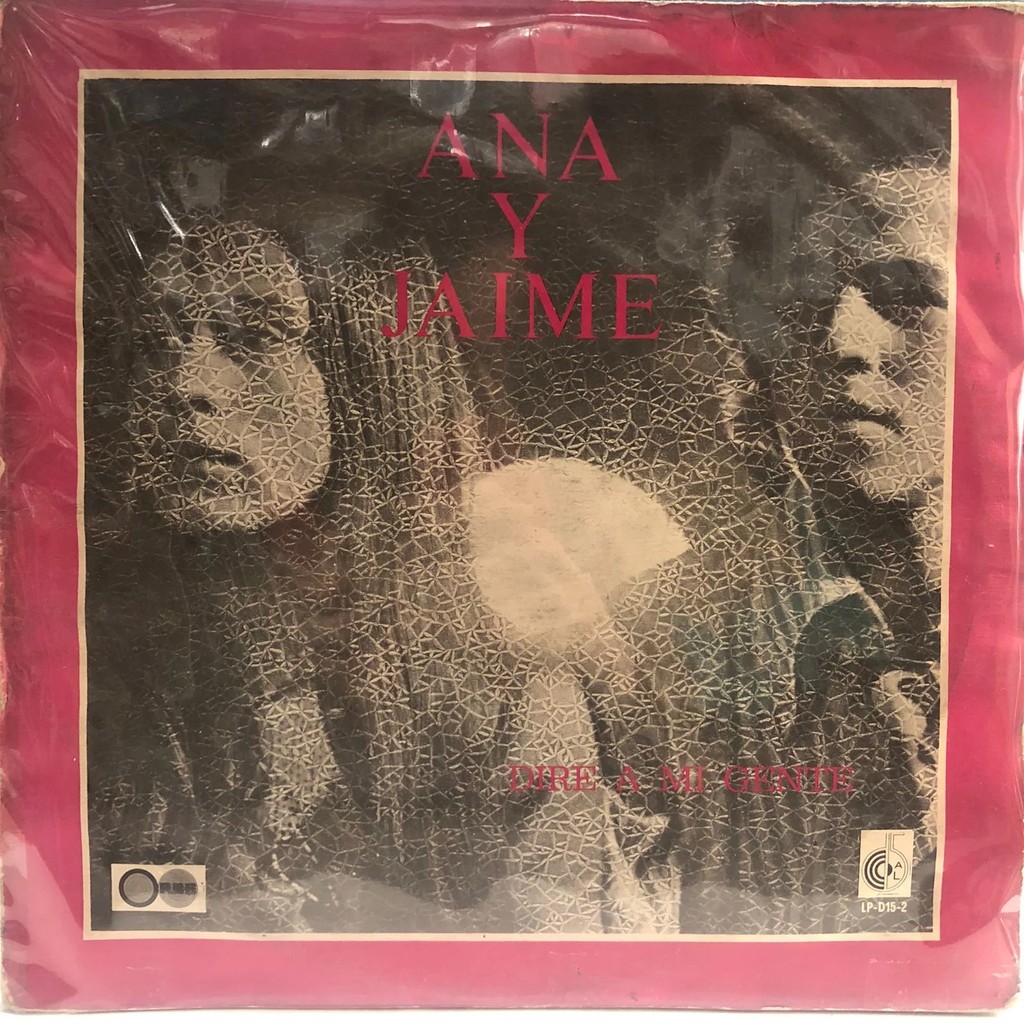 ANA
Y
JAIME
DIRE A MI GENTE
LP-D15-2